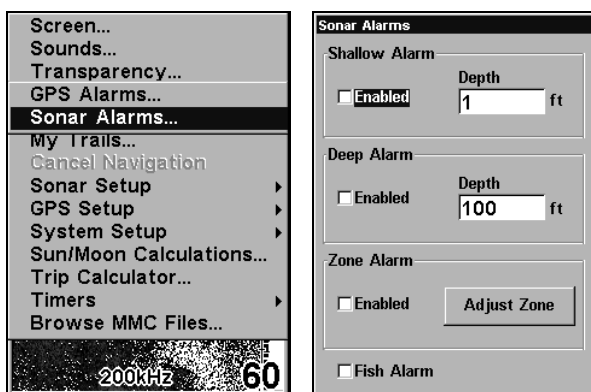 Screen...
Sounds...
Transparency...
GPS Alarms...
Sonar Alarms...
My Trails...
Cancel Navigation
Sonar Setup
GPS Setup
System Setup
Sun/Moon Calculations...
Trip Calculator...
Timers
Browse MMC Files...
200kHz 60
Sonar Alarms
Shallow Alarm
Depth
Enabled 1 ft
Deep Alarm
Depth
Enabled 100 ft
Zone Alarm
Enabled Adjust Zone
Fish Alarm